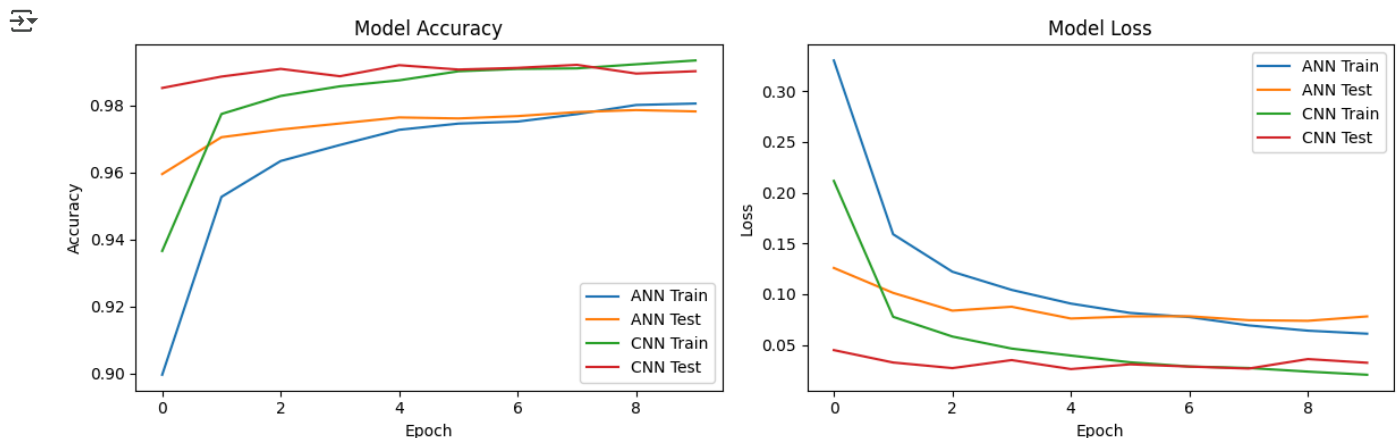 Model Accuracy
0.98
0.96
0.94
0.92
0.90
Accuracy
0 2 4 6 8
Epoch
ANN Train
ANN Test
CNN Train
CNN Test
Model Loss
0.30
0.25
0.20
0.15
0.10
0.05
Loss
0 2 4 6 8
Epoch
ANN Train
ANN Test
CNN Train
CNN Test